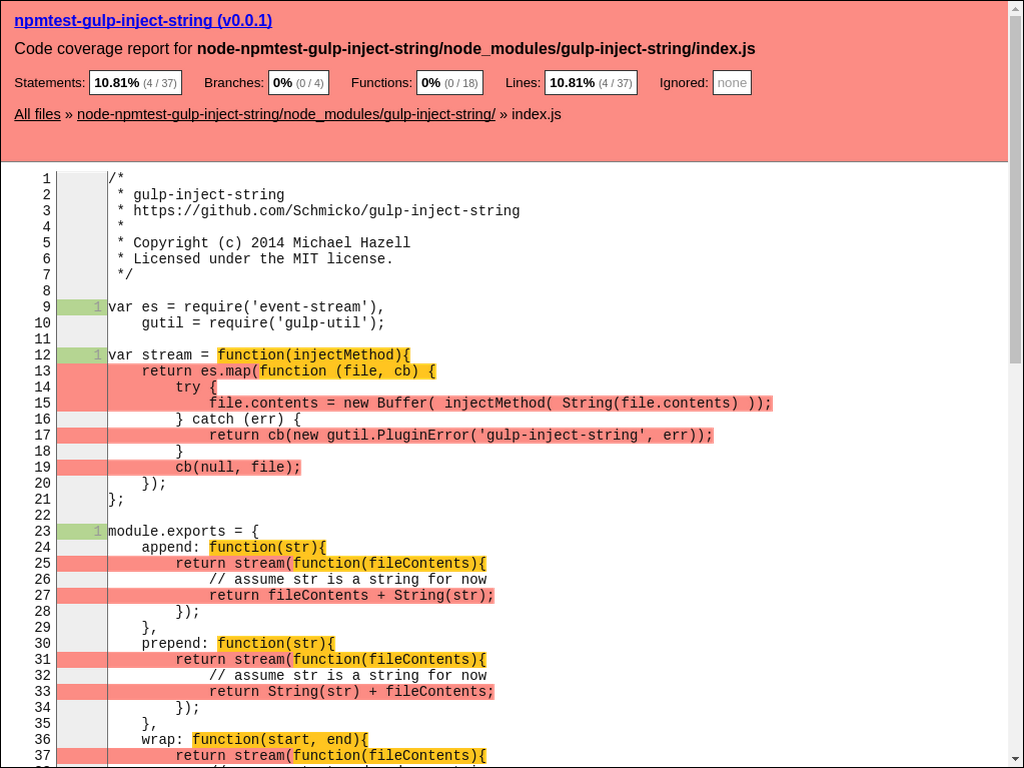 npmtest-gulp-inject-string (v0.0.1)
Code coverage report for node-npmtest-gulp-inject-string/node_modules/gulp-inject-string/index.js
Statements: 10.81% (4 / 37) Branches: 0% (0 / 4) Functions: 0% (0 / 18) Lines: 10.81% (4 / 37) Ignored: none
All files » node-npmtest-gulp-inject-string/node_modules/gulp-inject-string/ » index.js
1 /*
2  * gulp-inject-string
3  * https://github.com/Schmicko/gulp-inject-string
4  *
5  * Copyright (c) 2014 Michael Hazell
6  * Licensed under the MIT license.
7  */
8
9 1 var es = require('event-stream'),
10     gutil = require('gulp-util');
11
12 1 var stream = function(injectMethod){
13     return es.map(function (file, cb) {
14         try {
15             file.contents = new Buffer( injectMethod( String(file.contents) ));
16         } catch (err) {
17             return cb(new gutil.PluginError('gulp-inject-string', err));
18         }
19         cb(null, file);
20     });
21 };
22
23 1 module.exports = {
24     append: function(str){
25         return stream(function(fileContents){
26             // assume str is a string for now
27             return fileContents + String(str);
28         });
29     },
30     prepend: function(str){
31         return stream(function(fileContents){
32             // assume str is a string for now
33             return String(str) + fileContents;
34         });
35     },
36     wrap: function(start, end){
37         return stream(function(fileContents){